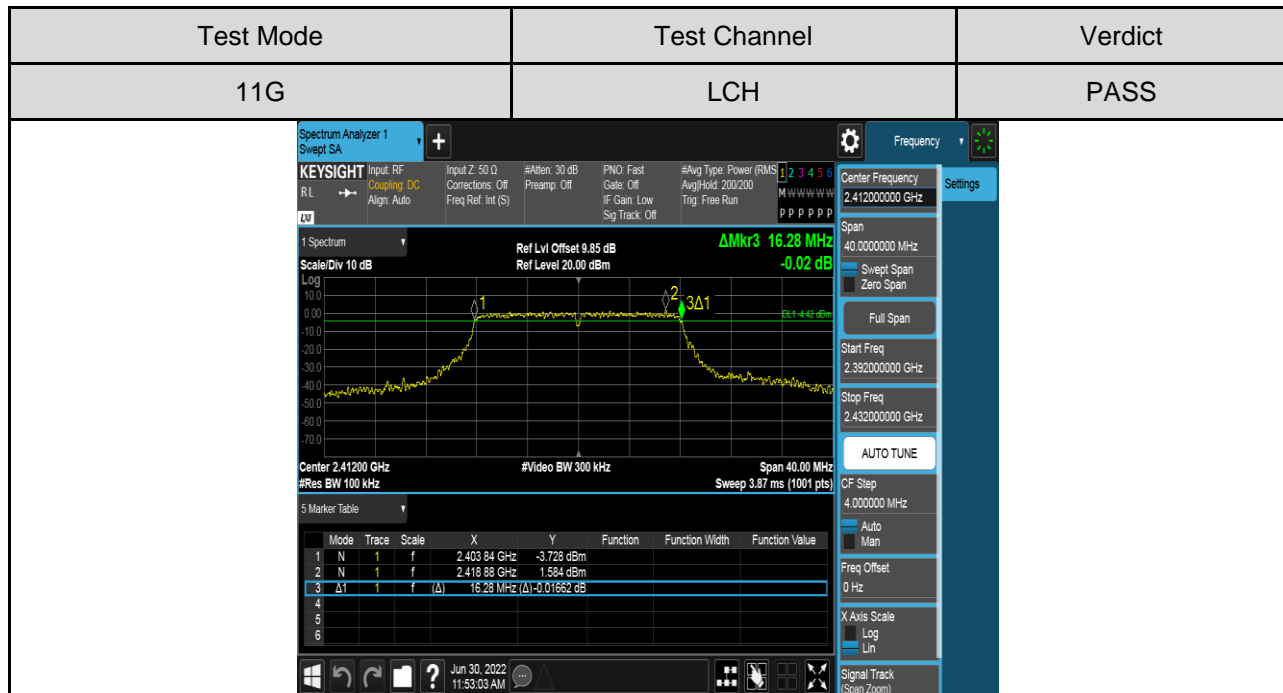 Test Mode Test Channel Verdict
11G LCH PASS
Spectrum Analyzer 1
Swept SA
+
Frequency
KEYSIGHT Input: RF Input Z: 50 Ω #Atten: 30 dB PNO: Fast #Avg Type: Power (RMS 1 2 3 4 5 6
RL Coupling: DC Corrections: Off Preamp: Off Gate: Off Avg|Hold: 200/200 M W W W W W
Align: Auto Freq Ref: Int (S) IF Gain: Low Trig: Free Run
LXI Sig Track: Off P P P P P P
1 Spectrum Ref Lvl Offset 9.85 dB ΔMkr3 16.28 MHz
Scale/Div 10 dB Ref Level 20.00 dBm -0.02 dB
Log
10.0
0.00
-10.0
-20.0
-30.0
-40.0
-50.0
-60.0
-70.0
1
2
3Δ1
DL1 -4.42 dBm
Center 2.41200 GHz #Video BW 300 kHz Span 40.00 MHz
#Res BW 100 kHz Sweep 3.87 ms (1001 pts)
5 Marker Table
Mode Trace Scale X Y Function Function Width Function Value
1 N 1 f 2.403 84 GHz -3.728 dBm
2 N 1 f 2.418 88 GHz 1.584 dBm
3 Δ1 1 f (Δ) 16.28 MHz (Δ) -0.01662 dB
4
5
6
? Jun 30, 2022
11:53:03 AM
Center Frequency
2.412000000 GHz
Settings
Span
40.0000000 MHz
Swept Span
Zero Span
Full Span
Start Freq
2.392000000 GHz
Stop Freq
2.432000000 GHz
AUTO TUNE
CF Step
4.000000 MHz
Auto
Man
Freq Offset
0 Hz
X Axis Scale
Log
Lin
Signal Track
(Span Zoom)